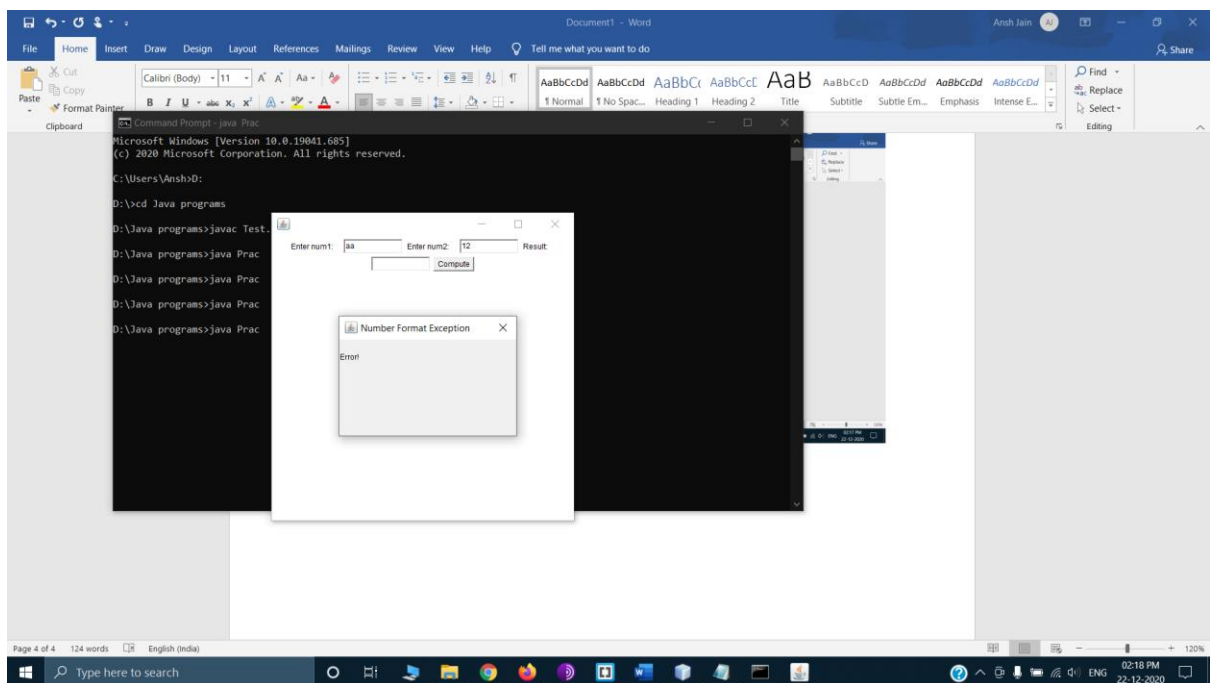 Document1 - Word
Ansh Jain
AJ
File Home Insert Draw Design Layout References Mailings Review View Help Tell me what you want to do
Share
Paste
Cut
Copy
Format Painter
Clipboard
Calibri (Body) 11
AaBbCcDd AaBbCcDd AaBbCc AaBbCcE AaB AaBbCcD AaBbCcDd AaBbCcDd AaBbCcDd
¶ Normal ¶ No Spac... Heading 1 Heading 2 Title Subtitle Subtle Em... Emphasis Intense E...
Find
Replace
Select
Editing
Command Prompt - java Prac
Microsoft Windows [Version 10.0.19041.685]
(c) 2020 Microsoft Corporation. All rights reserved.
C:\Users\Ansh>D:
D:\>cd Java programs
D:\Java programs>javac Test.
D:\Java programs>java Prac
D:\Java programs>java Prac
D:\Java programs>java Prac
D:\Java programs>java Prac
Enter num1: aa Enter num2: 12 Result:
Compute
Number Format Exception
Error!
Page 4 of 4 124 words English (India)
120%
Type here to search
ENG
02:18 PM
22-12-2020